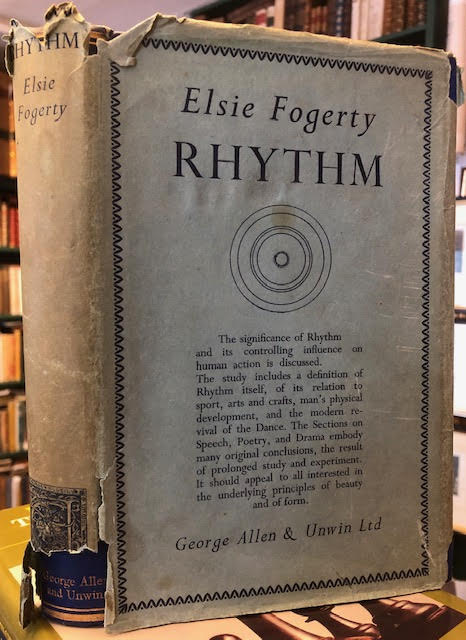 RHYTHM
Elsie
Fogerty
George Allen
and Unwin
Elsie Fogerty
RHYTHM
The significance of Rhythm
and its controlling influence on
human action is discussed.
The study includes a definition of
Rhythm itself, of its relation to
sport, arts and crafts, man's physical
development, and the modern re-
vival of the Dance. The Sections on
Speech, Poetry, and Drama embody
many original conclusions, the result
of prolonged study and experiment.
It should appeal to all interested in
the underlying principles of beauty
and of form.
George Allen & Unwin Ltd